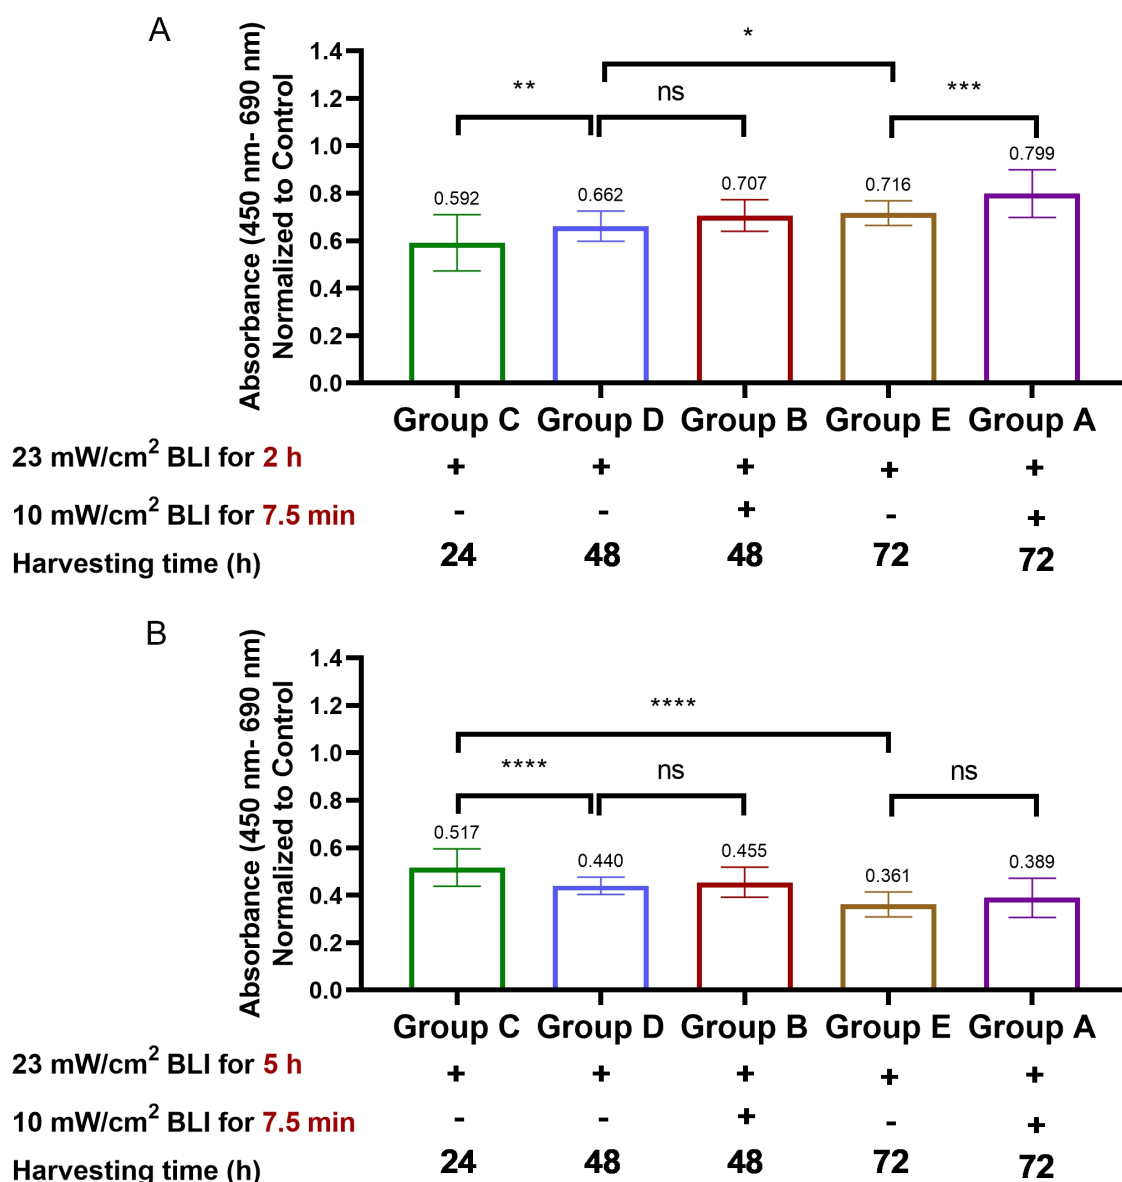 A
Absorbance (450 nm- 690 nm)
Normalized to Control
1.4
1.2
1.0
0.8
0.6
0.4
0.2
0.0
*
** ns ***
0.592 0.662 0.707 0.716 0.799
Group C Group D Group B Group E Group A
23 mW/cm² BLI for 2 h + + + + +
10 mW/cm² BLI for 7.5 min - - + - +
Harvesting time (h) 24 48 48 72 72
B
Absorbance (450 nm- 690 nm)
Normalized to Control
1.4
1.2
1.0
0.8
0.6
0.4
0.2
0.0
****
**** ns ns
0.517 0.440 0.455 0.361 0.389
Group C Group D Group B Group E Group A
23 mW/cm² BLI for 5 h + + + + +
10 mW/cm² BLI for 7.5 min - - + - +
Harvesting time (h) 24 48 48 72 72